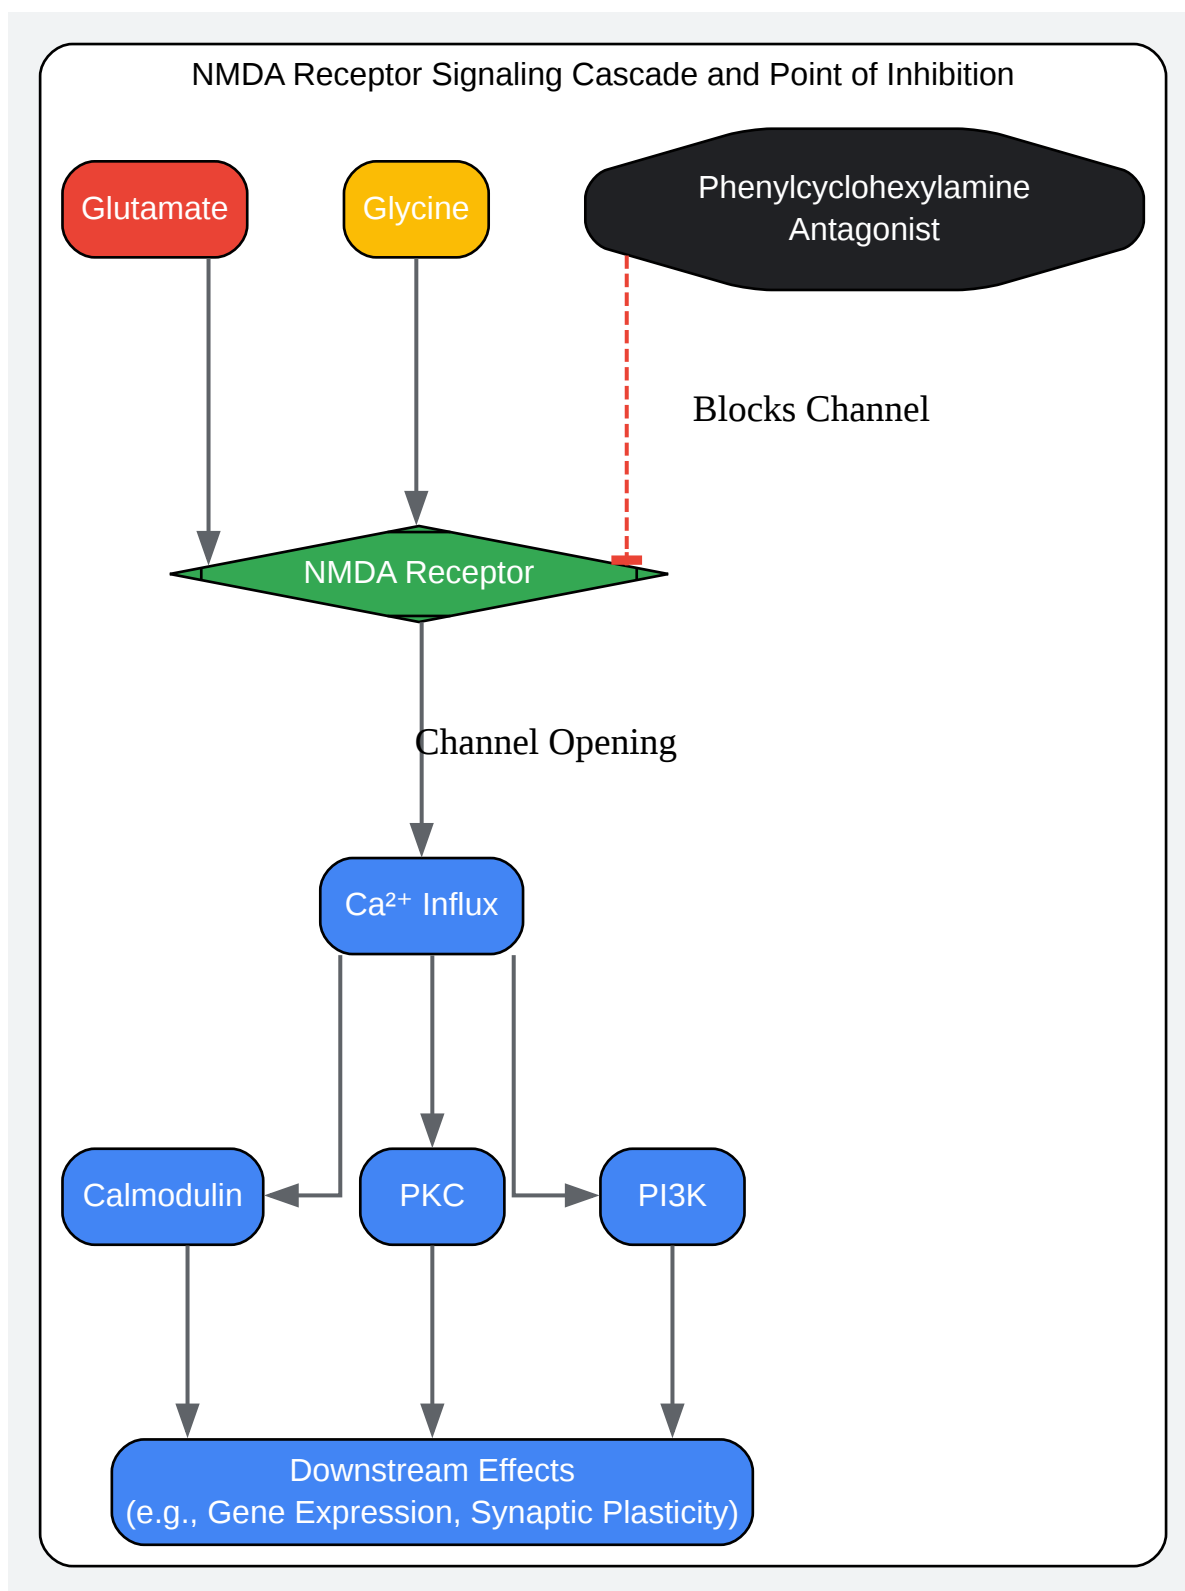 NMDA Receptor Signaling Cascade and Point of Inhibition
Glutamate
Glycine
Phenylcyclohexylamine
Antagonist
Blocks Channel
NMDA Receptor
Channel Opening
Ca²⁺ Influx
Calmodulin
PKC
PI3K
Downstream Effects
(e.g., Gene Expression, Synaptic Plasticity)